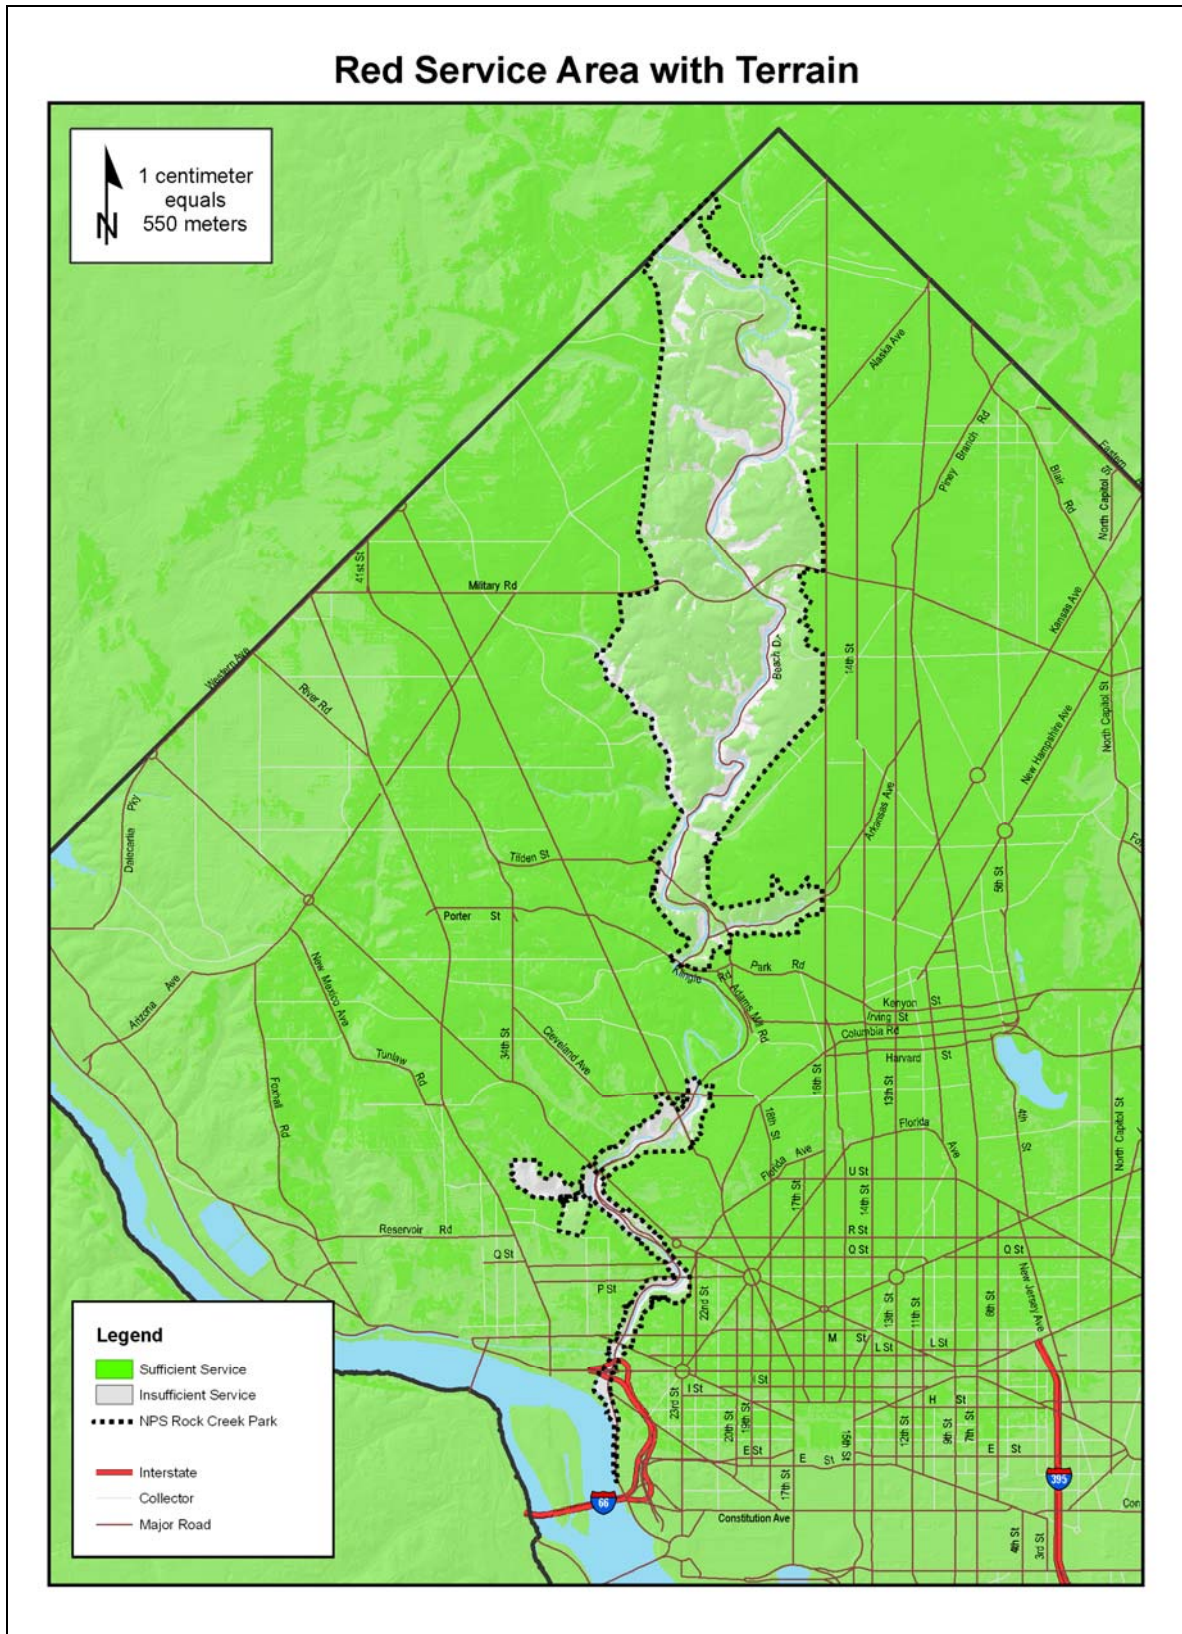 Red Service Area with Terrain
1 centimeter
equals
550 meters
N
Alaska Ave
Piney Branch Rd
Blair Rd
Eastern
North Capitol St
41st St
Military Rd
Kansas Ave
Western Ave
River Rd
Beach Dr
14th St
New Hampshire Ave
North Capitol St
Dalecarlia Pky
Arkansas Ave
Tilden St
5th St
Porter St
New Mexico Ave
Arizona Ave
Klingle Rd
Park Rd
Adams Mill Rd
Kenyon St
Irving St
Columbia Rd
Harvard St
34th St
Cleveland Ave
Tunlaw Rd
Foxhall Rd
16th St
13th St
18th St
4th St
North Capitol St
Florida Ave
Florida Ave
U St
17th St
14th St
Reservoir Rd
R St
Q St
Q St
Q St
P St
22nd St
13th St
11th St
6th St
New Jersey Ave
M St
L St
L St
I St
I St
H St
23rd St
20th St
19th St
15th St
12th St
9th St
7th St
E St
E St
E St
17th St
66
395
Constitution Ave
Con
4th St
3rd St
Legend
Sufficient Service
Insufficient Service
NPS Rock Creek Park
Interstate
Collector
Major Road